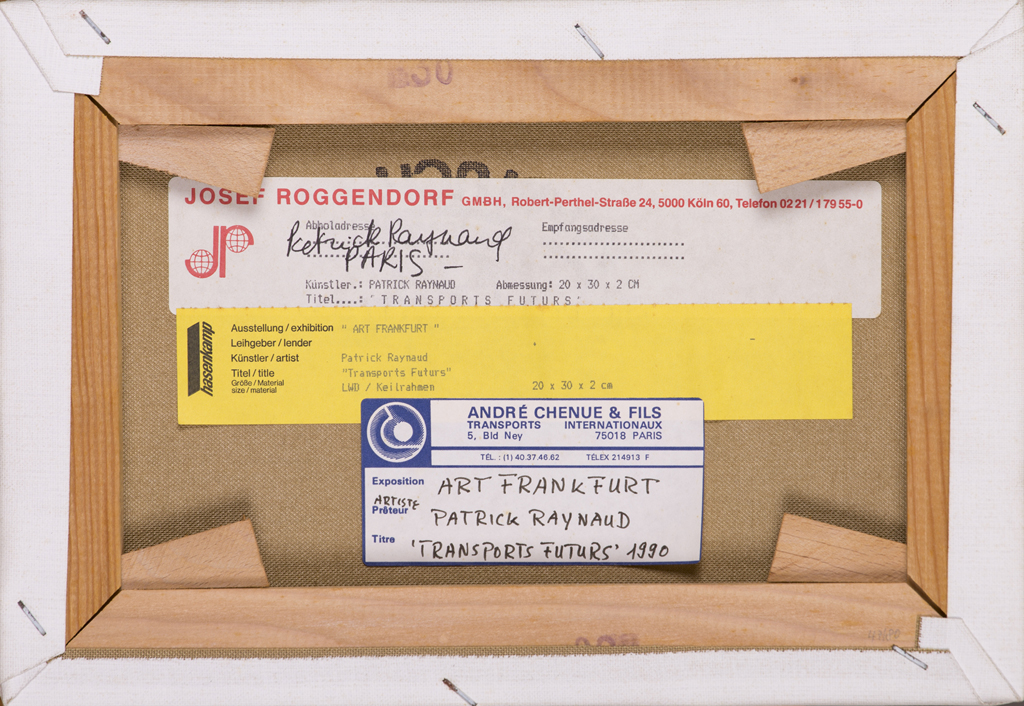 JOSEF ROGGENDORF GMBH, Robert-Perthel-Straße 24, 5000 Köln 60, Telefon 02 21 / 179 55-0
Abholadresse
Empfangsadresse
Patrick Raynaud
PARIS —
Künstler.: PATRICK RAYNAUD Abmessung: 20 x 30 x 2 CM
Titel....: 'TRANSPORTS FUTURS'
hasenkamp
Ausstellung / exhibition " ART FRANKFURT "
Leihgeber / lender
Künstler / artist Patrick Raynaud
Titel / title "Transports Futurs"
Größe / Material
size / material LWD / Keilrahmen 20 x 30 x 2 cm
ANDRÉ CHENUE & FILS
TRANSPORTS INTERNATIONAUX
5, Bld Ney 75018 PARIS
TÉL. : (1) 40.37.46.62 TÉLEX 214913 F
Exposition ART FRANKFURT
ARTISTE
Prêteur PATRICK RAYNAUD
Titre 'TRANSPORTS FUTURS' 1990